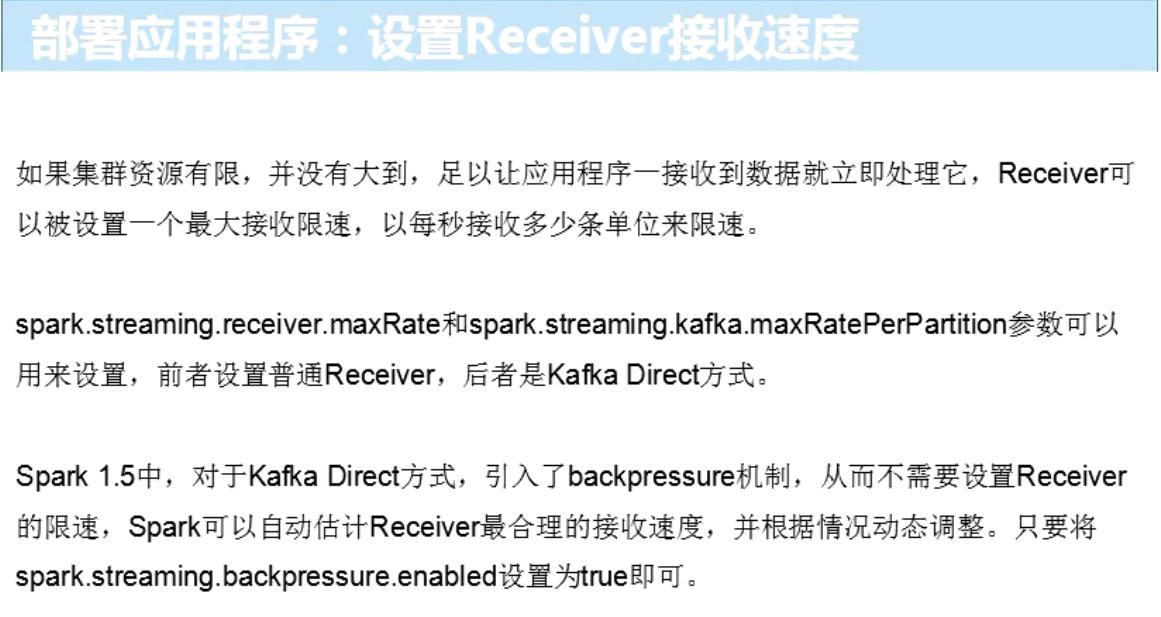 部署应用程序：设置Receiver接收速度
如果集群资源有限，并没有大到，足以让应用程序一接收到数据就立即处理它，Receiver可
以被设置一个最大接收限速，以每秒接收多少条单位来限速。
spark.streaming.receiver.maxRate和spark.streaming.kafka.maxRatePerPartition参数可以
用来设置，前者设置普通Receiver，后者是Kafka Direct方式。
Spark 1.5中，对于Kafka Direct方式，引入了backpressure机制，从而不需要设置Receiver
的限速，Spark可以自动估计Receiver最合理的接收速度，并根据情况动态调整。只要将
spark.streaming.backpressure.enabled设置为true即可。